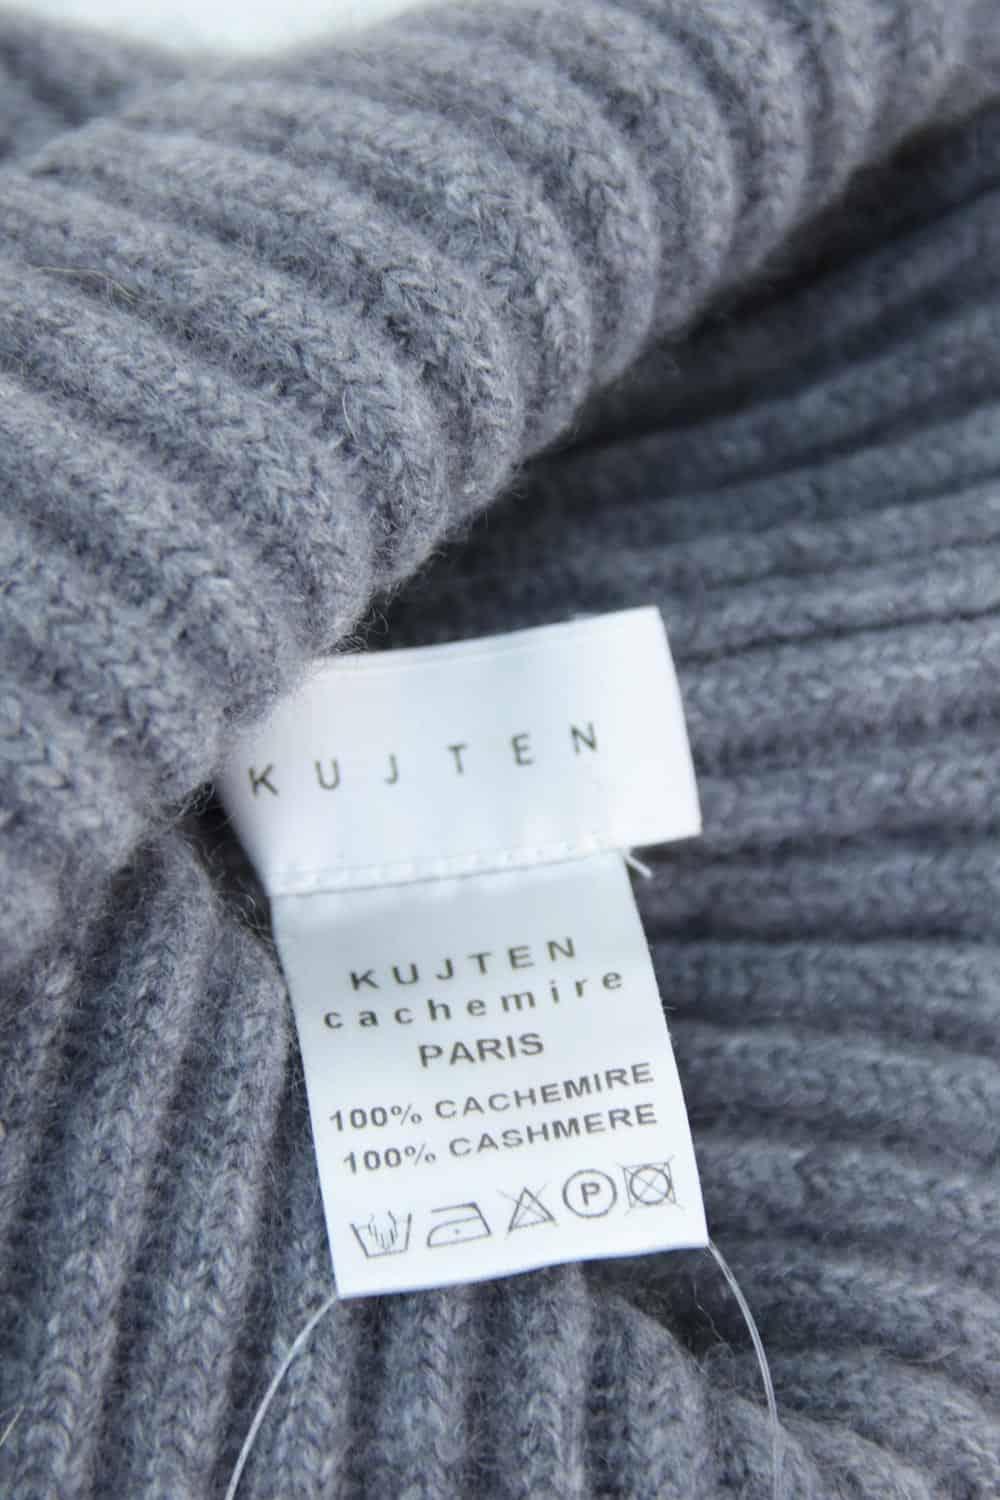 KUJTEN
KUJTEN
cachemire
PARIS
100% CACHEMIRE
100% CASHMERE
P